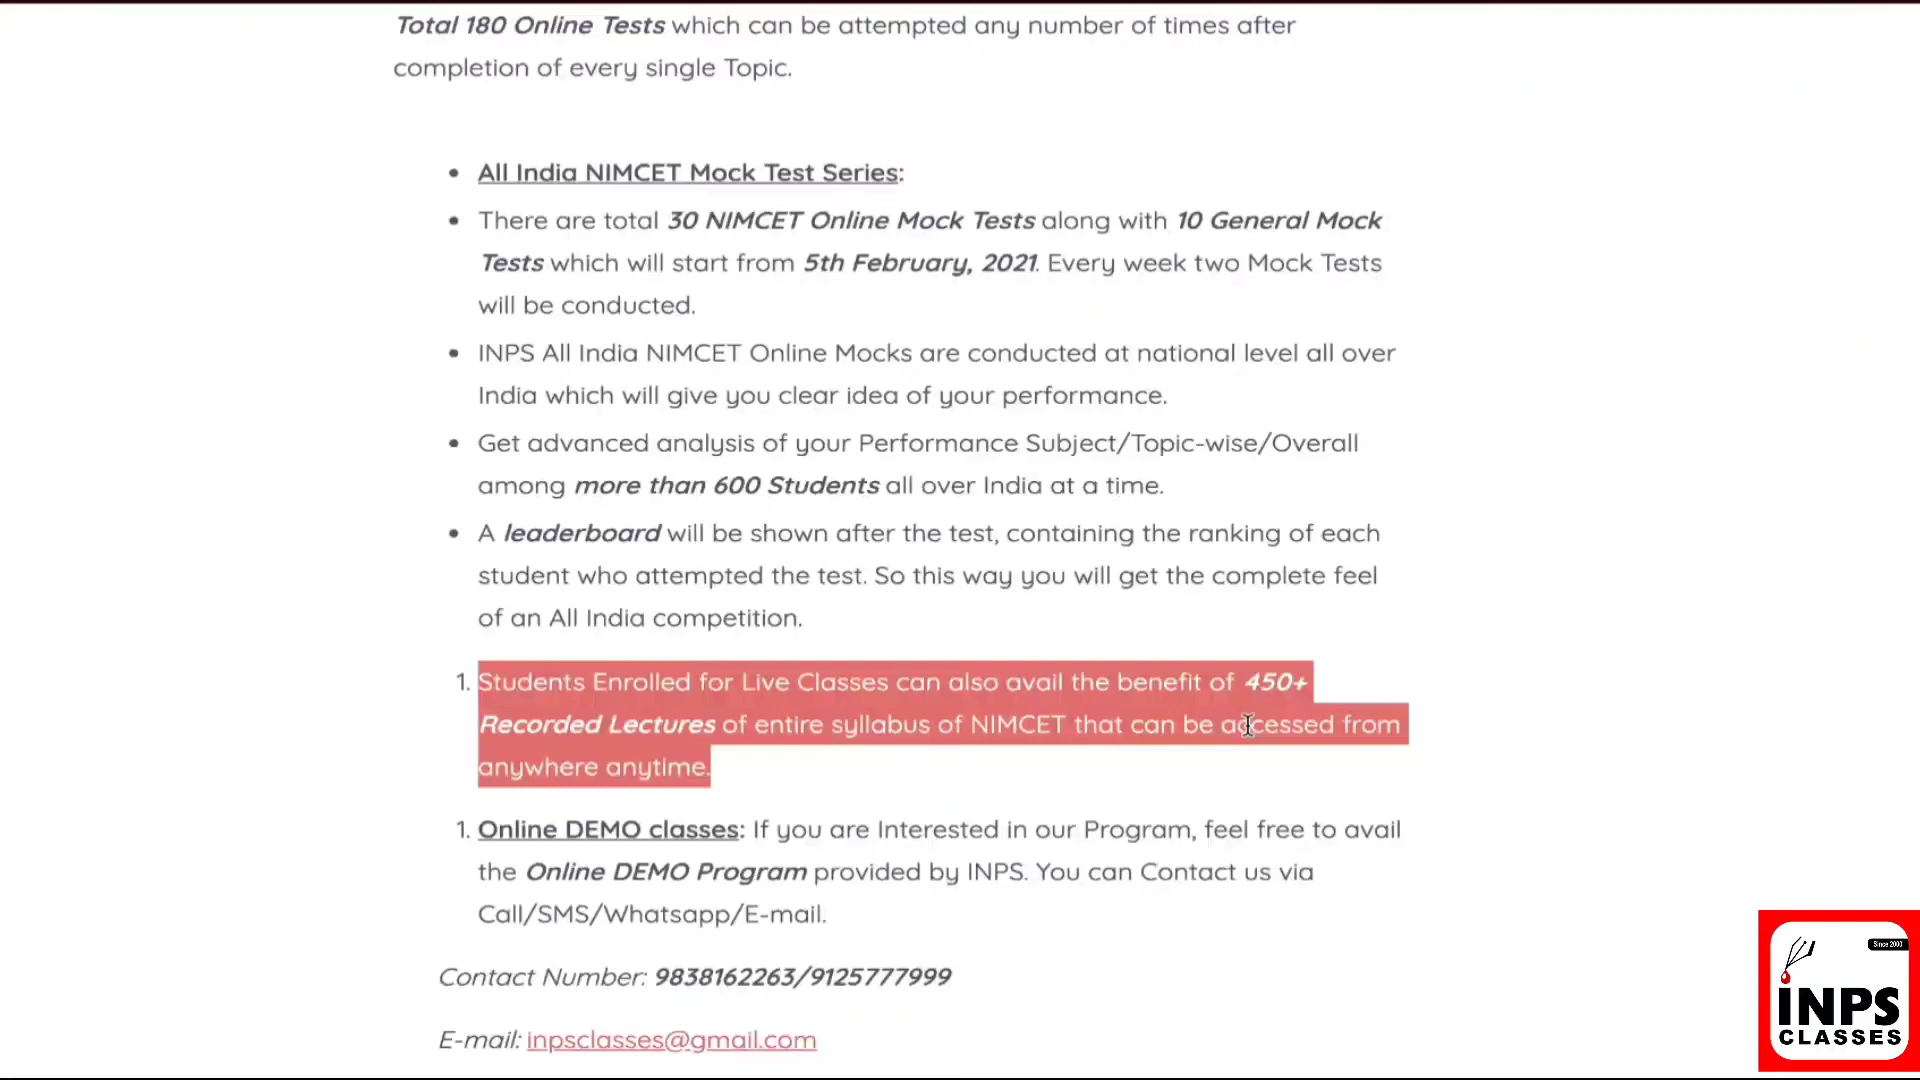 Total 180 Online Tests which can be attempted any number of times after
completion of every single Topic.
• All India NIMCET Mock Test Series:
• There are total 30 NIMCET Online Mock Tests along with 10 General Mock
Tests which will start from 5th February, 2021. Every week two Mock Tests
will be conducted.
• INPS All India NIMCET Online Mocks are conducted at national level all over
India which will give you clear idea of your performance.
• Get advanced analysis of your Performance Subject/Topic-wise/Overall
among more than 600 Students all over India at a time.
• A leaderboard will be shown after the test, containing the ranking of each
student who attempted the test. So this way you will get the complete feel
of an All India competition.
1. Students Enrolled for Live Classes can also avail the benefit of 450+
Recorded Lectures of entire syllabus of NIMCET that can be accessed from
anywhere anytime.
1. Online DEMO classes: If you are Interested in our Program, feel free to avail
the Online DEMO Program provided by INPS. You can Contact us via
Call/SMS/Whatsapp/E-mail.
Contact Number: 9838162263/9125777999
E-mail: inpsclasses@gmail.com
Since 2000
INPS
CLASSES